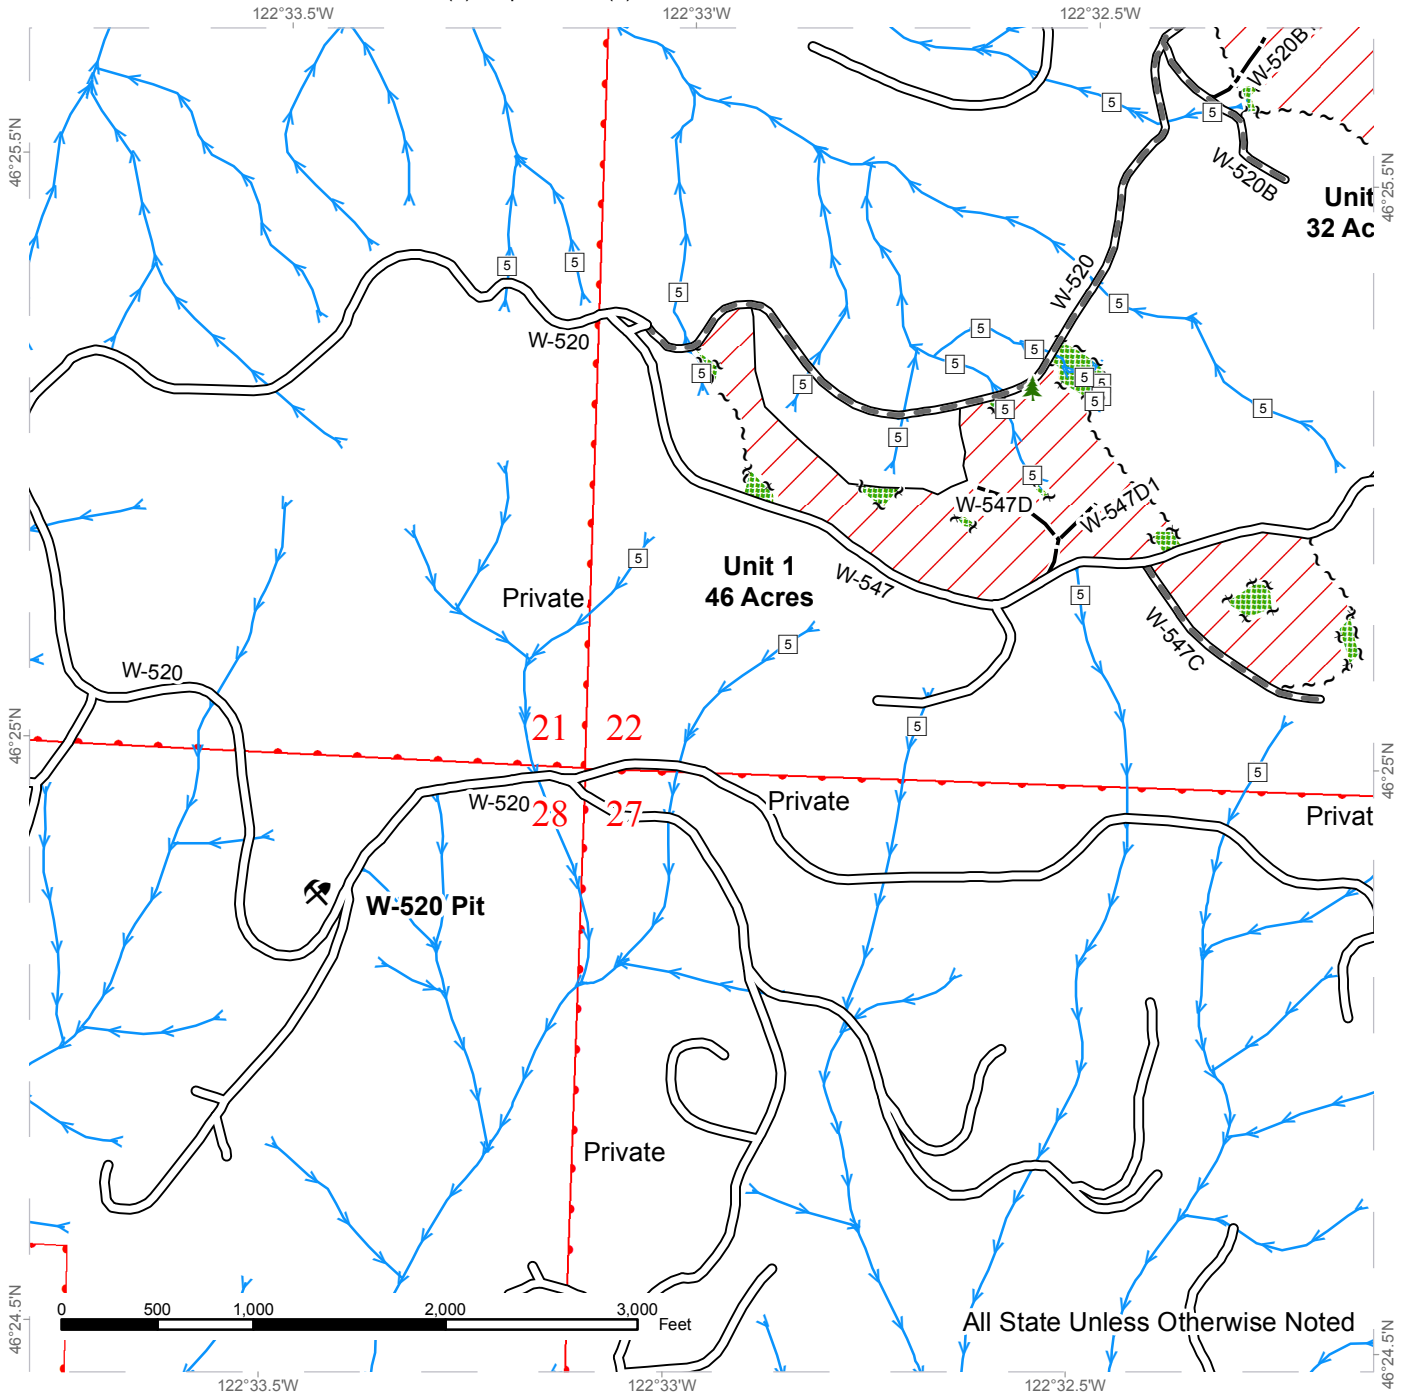 122°33.5'W
122°33'W
122°32.5'W
W-520B
5
5
46°25.5'N
46°25.5'N
W-520B
Unit
32 Ac
5
5
W-520
5
5
5
W-520
5
5
5
5
5
5
5
5
5
5
5
5
5
W-547D
W-547D1
5
Unit 1
46 Acres
W-547
Private
5
W-547C
5
W-520
5
21
22
46°25'N
46°25'N
5
W-520
28
27
Private
Privat
W-520 Pit
Private
0
500
1,000
2,000
3,000
Feet
All State Unless Otherwise Noted
46°24.5'N
46°24.5'N
122°33.5'W
122°33'W
122°32.5'W